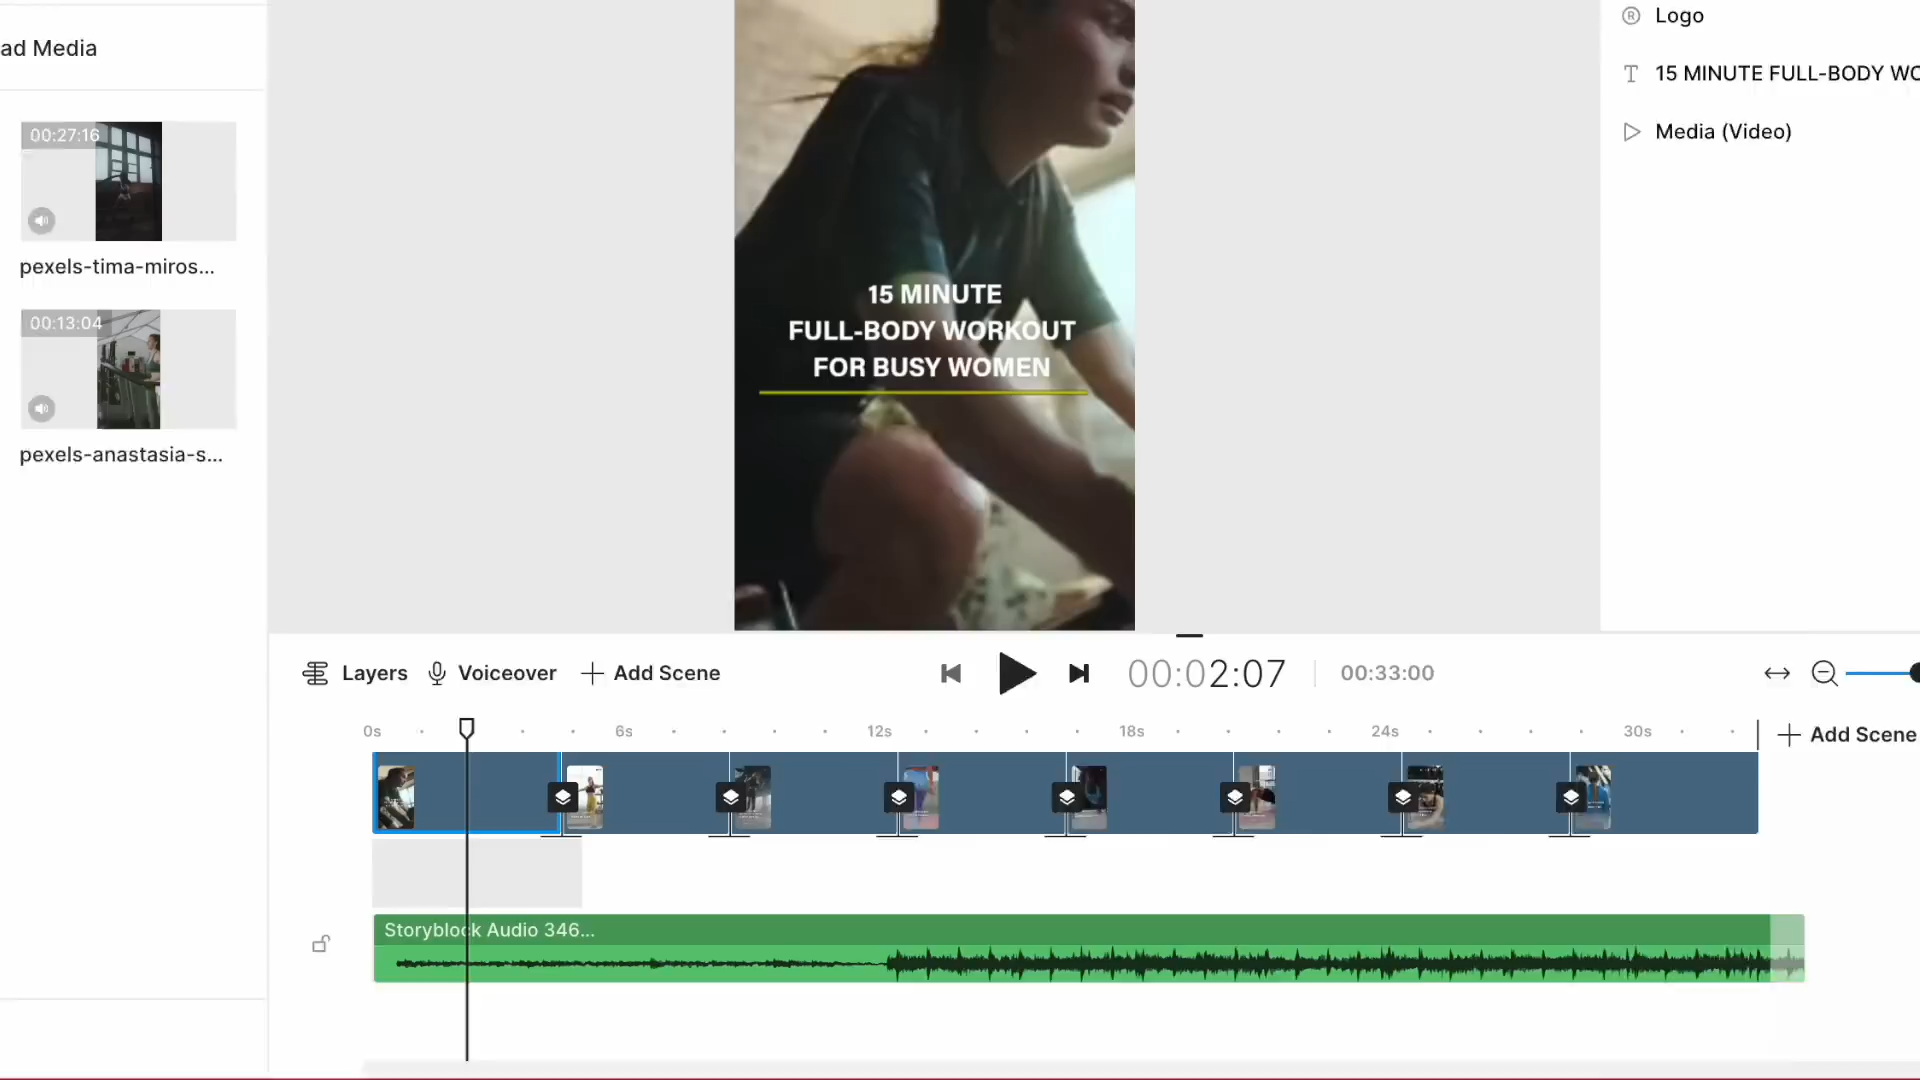 ad Media
00:27:16
pexels-tima-miros...
00:13:04
pexels-anastasia-s...
15 MINUTE
FULL-BODY WORKOUT
FOR BUSY WOMEN
Logo
15 MINUTE FULL-BODY WO
Media (Video)
Layers
Voiceover
Add Scene
00:02:07
00:33:00
0s
6s
12s
18s
24s
30s
Add Scene
Storyblock Audio 346...